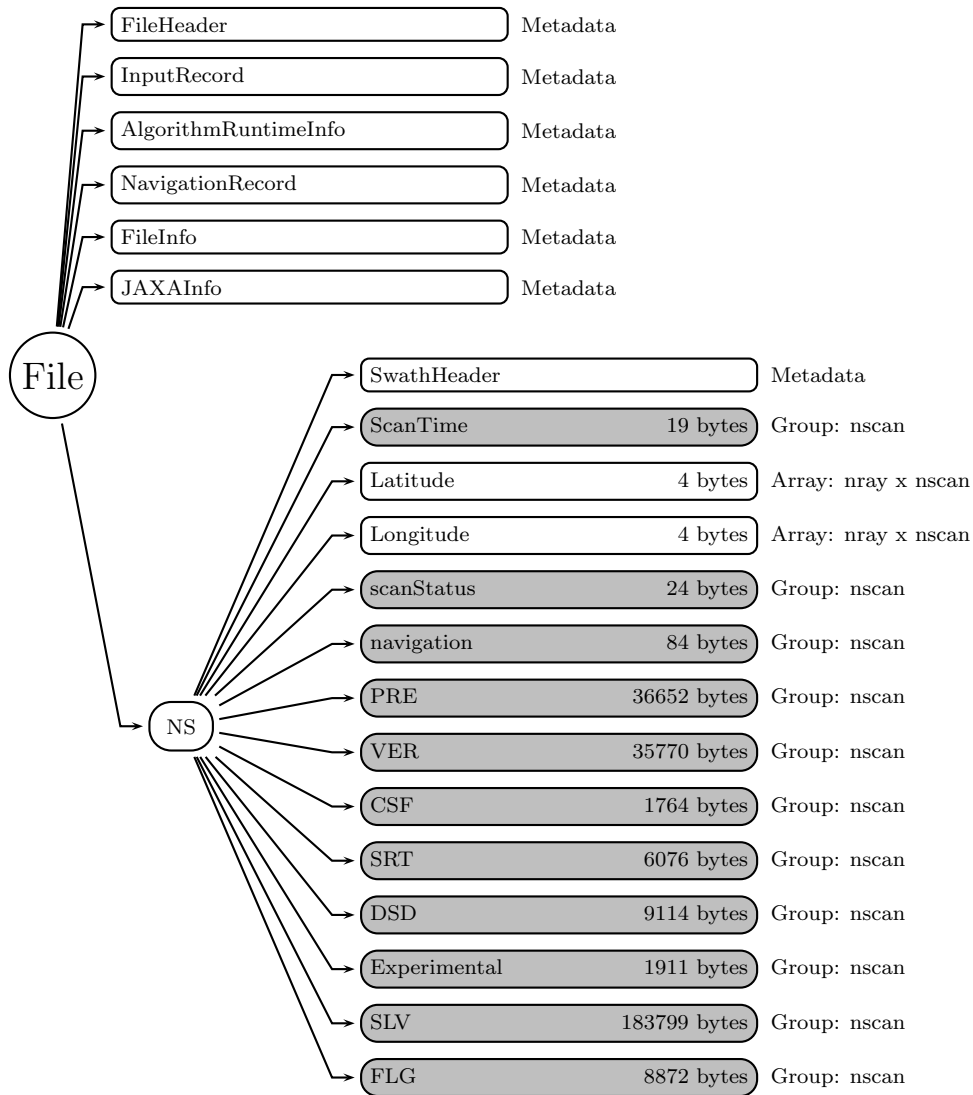 FileHeader Metadata
InputRecord Metadata
AlgorithmRuntimeInfo Metadata
NavigationRecord Metadata
FileInfo Metadata
JAXAInfo Metadata
File
SwathHeader Metadata
ScanTime 19 bytes Group: nscan
Latitude 4 bytes Array: nray x nscan
Longitude 4 bytes Array: nray x nscan
scanStatus 24 bytes Group: nscan
navigation 84 bytes Group: nscan
PRE 36652 bytes Group: nscan
NS
VER 35770 bytes Group: nscan
CSF 1764 bytes Group: nscan
SRT 6076 bytes Group: nscan
DSD 9114 bytes Group: nscan
Experimental 1911 bytes Group: nscan
SLV 183799 bytes Group: nscan
FLG 8872 bytes Group: nscan